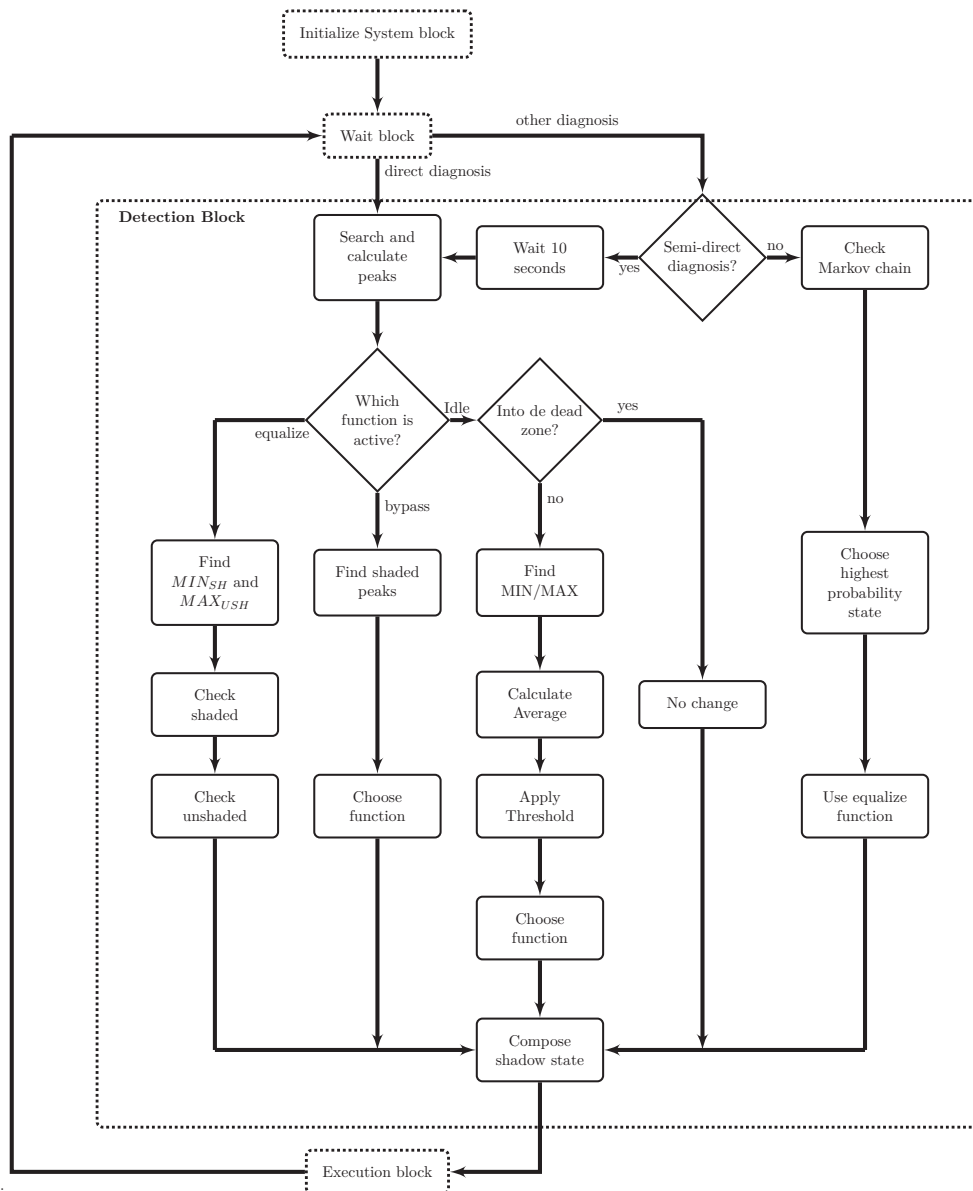 Initialize System block
Wait block
other diagnosis
direct diagnosis
Detection Block
Search and
calculate
peaks
Wait 10
seconds
yes
Semi-direct
diagnosis?
no
Check
Markov chain
Which
function is
active?
equalize
Idle
bypass
Into de dead
zone?
yes
no
Find
MIN_SH and
MAX_USH
Find shaded
peaks
Find
MIN/MAX
Choose
highest
probability
state
Check
shaded
Calculate
Average
No change
Check
unshaded
Choose
function
Apply
Threshold
Use equalize
function
Choose
function
Compose
shadow state
Execution block